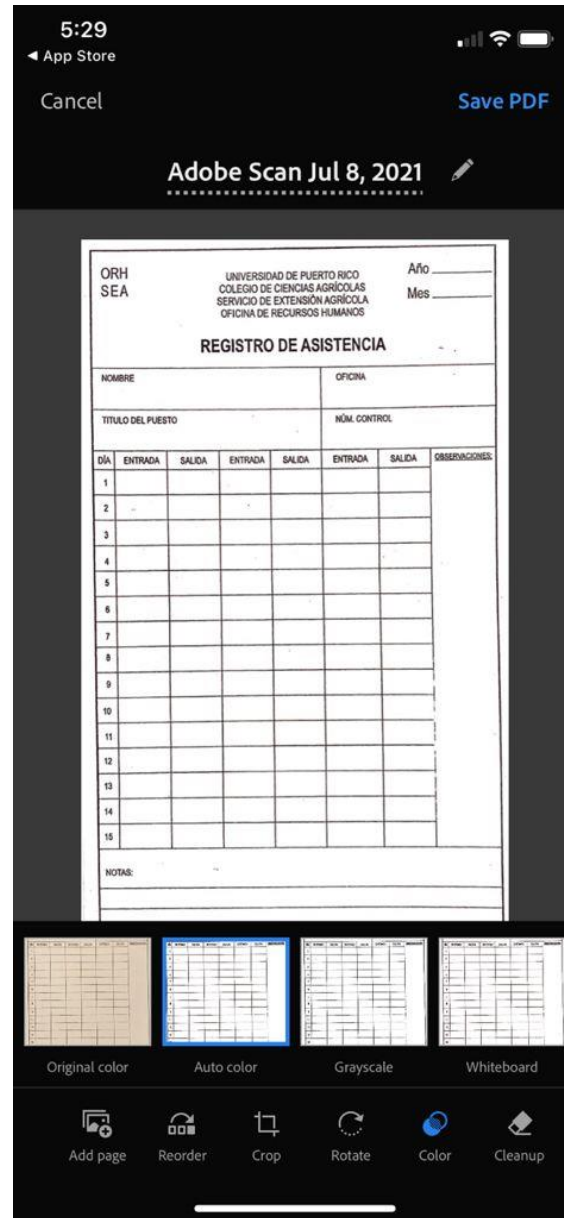 5:29
◀ App Store
Cancel
Save PDF
Adobe Scan Jul 8, 2021
ORH
SEA
UNIVERSIDAD DE PUERTO RICO
COLEGIO DE CIENCIAS AGRÍCOLAS
SERVICIO DE EXTENSIÓN AGRÍCOLA
OFICINA DE RECURSOS HUMANOS
Año
Mes
REGISTRO DE ASISTENCIA
NOMBRE
OFICINA
TITULO DEL PUESTO
NÚM. CONTROL
DÍA ENTRADA SALIDA ENTRADA SALIDA ENTRADA SALIDA OBSERVACIONES:
1
2
3
4
5
6
7
8
9
10
11
12
13
14
15
NOTAS:
Original color Auto color Grayscale Whiteboard
Add page Reorder Crop Rotate Color Cleanup